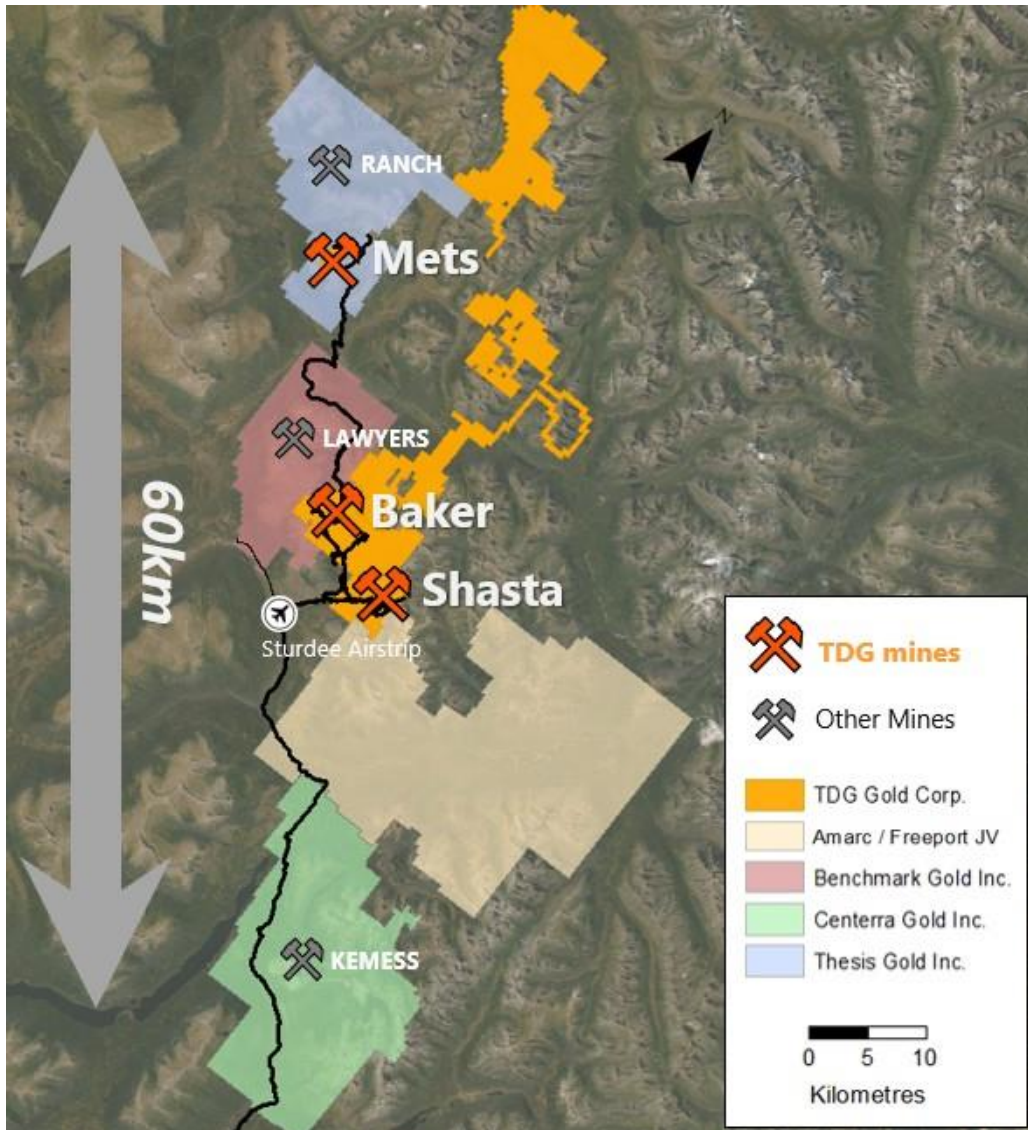 N
RANCH
Mets
LAWYERS
60km
Baker
Shasta
Sturdee Airstrip
KEMESS
TDG mines
Other Mines
TDG Gold Corp.
Amarc / Freeport JV
Benchmark Gold Inc.
Centerra Gold Inc.
Thesis Gold Inc.
0 5 10
Kilometres